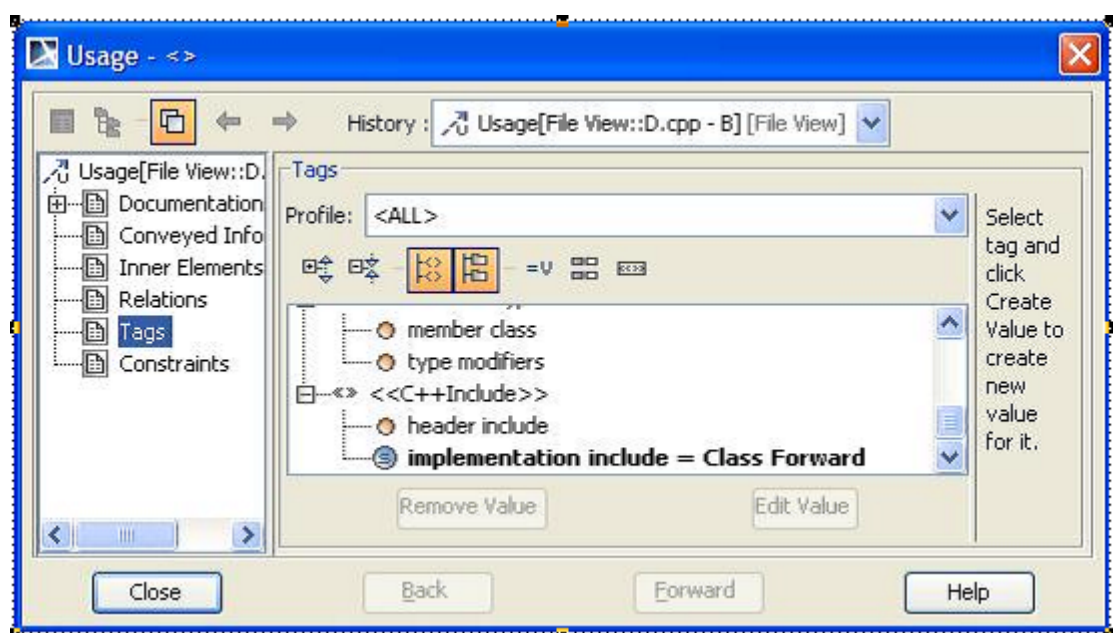 Usage - <>
History : Usage[File View::D.cpp - B] [File View]
Usage[File View::D.
Documentation
Conveyed Info
Inner Elements
Relations
Tags
Constraints
Tags
Profile: <ALL>
=V
member class
type modifiers
<<C++Include>>
header include
implementation include = Class Forward
Remove Value
Edit Value
Select
tag and
click
Create
Value to
create
new
value
for it.
Close
Back
Forward
Help